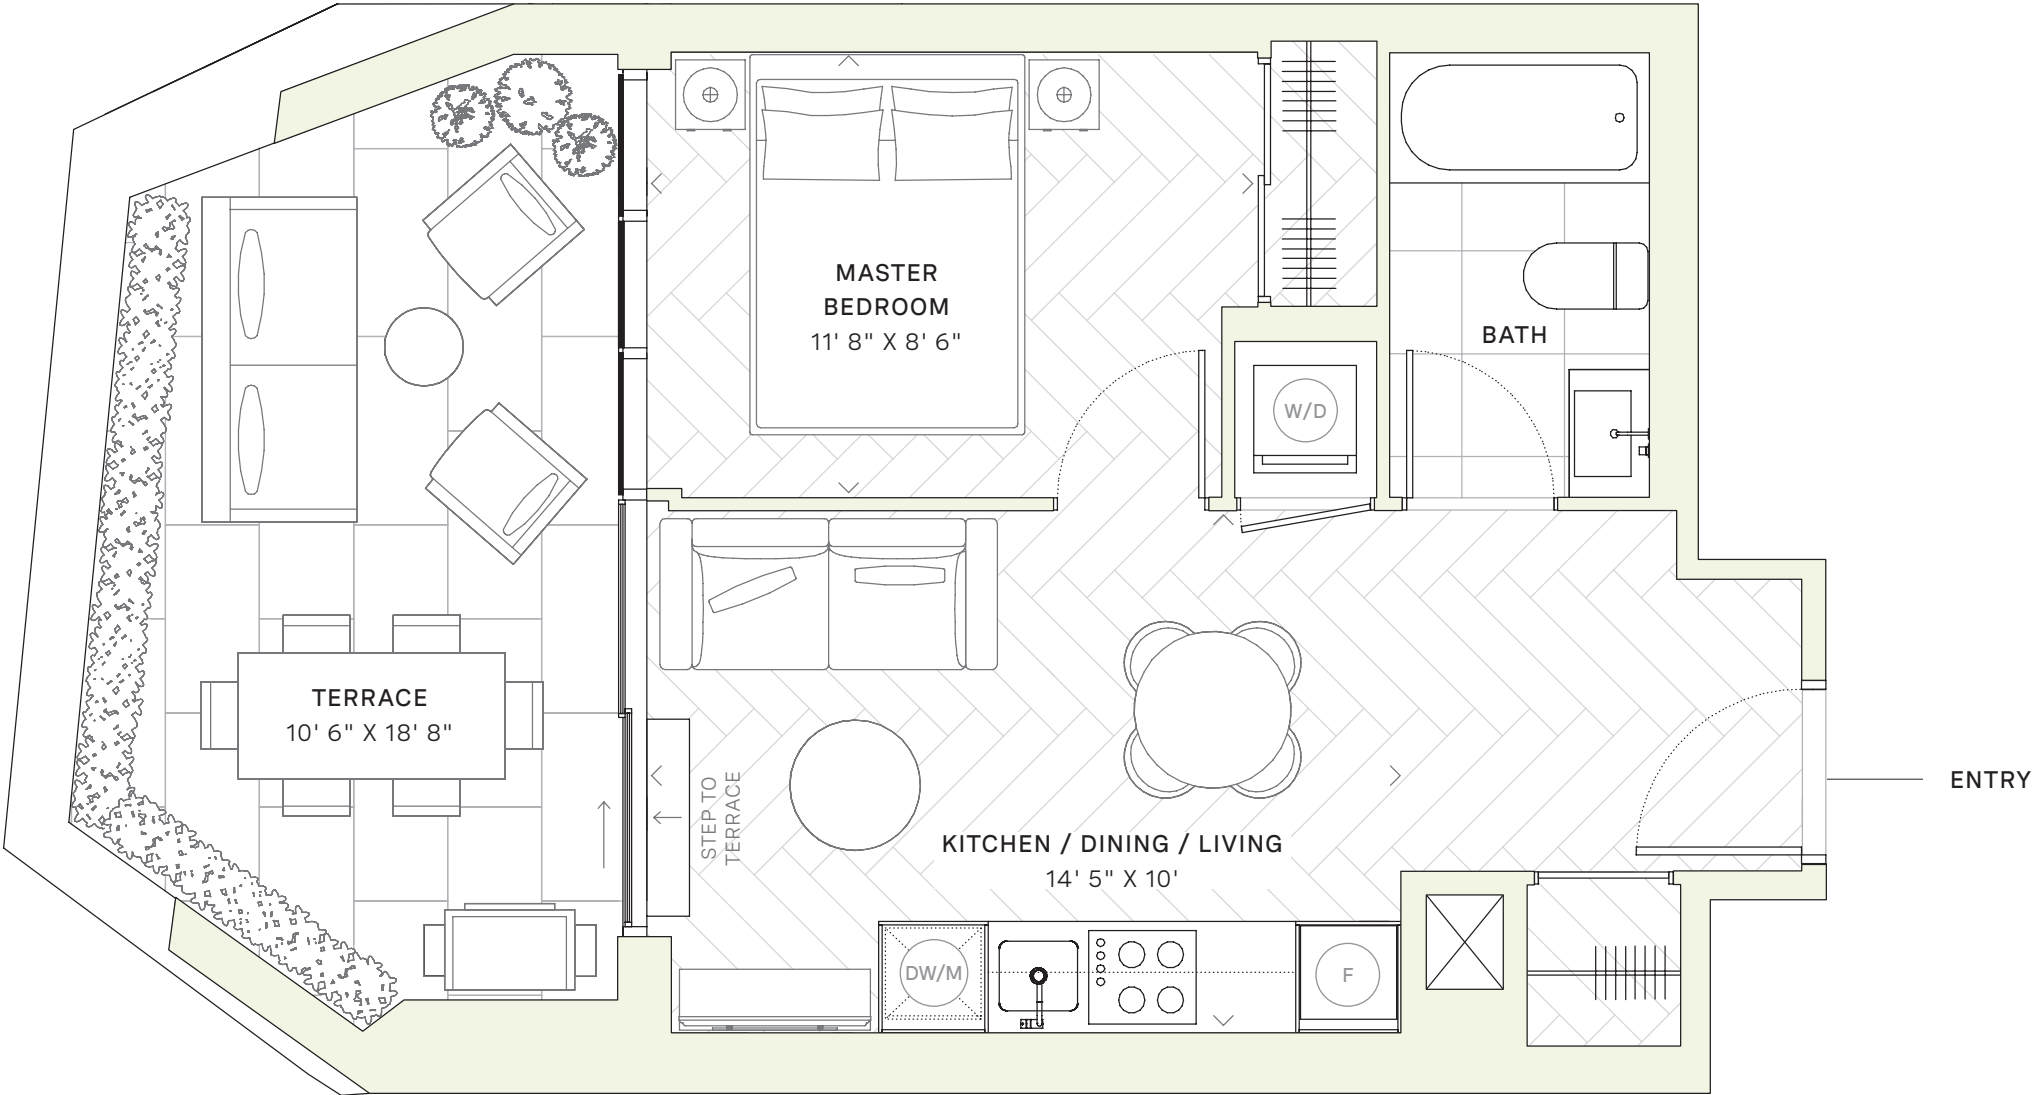 MASTER
BEDROOM
11' 8" X 8' 6"
BATH
W/D
TERRACE
10' 6" X 18' 8"
STEP TO
TERRACE
ENTRY
KITCHEN / DINING / LIVING
14' 5" X 10'
DW/M
F